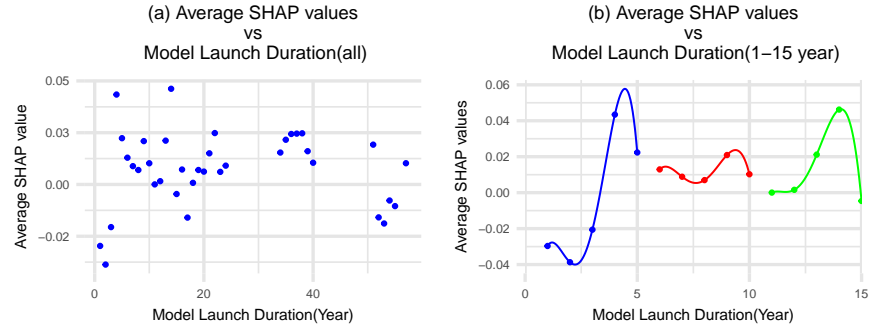 (a) Average SHAP values
vs
Model Launch Duration(all)
Average SHAP value
0.05
0.03
0.00
−0.02
0
20
40
Model Launch Duration(Year)
(b) Average SHAP values
vs
Model Launch Duration(1−15 year)
Average SHAP values
0.06
0.04
0.02
0.00
−0.02
−0.04
0
5
10
15
Model Launch Duration(Year)